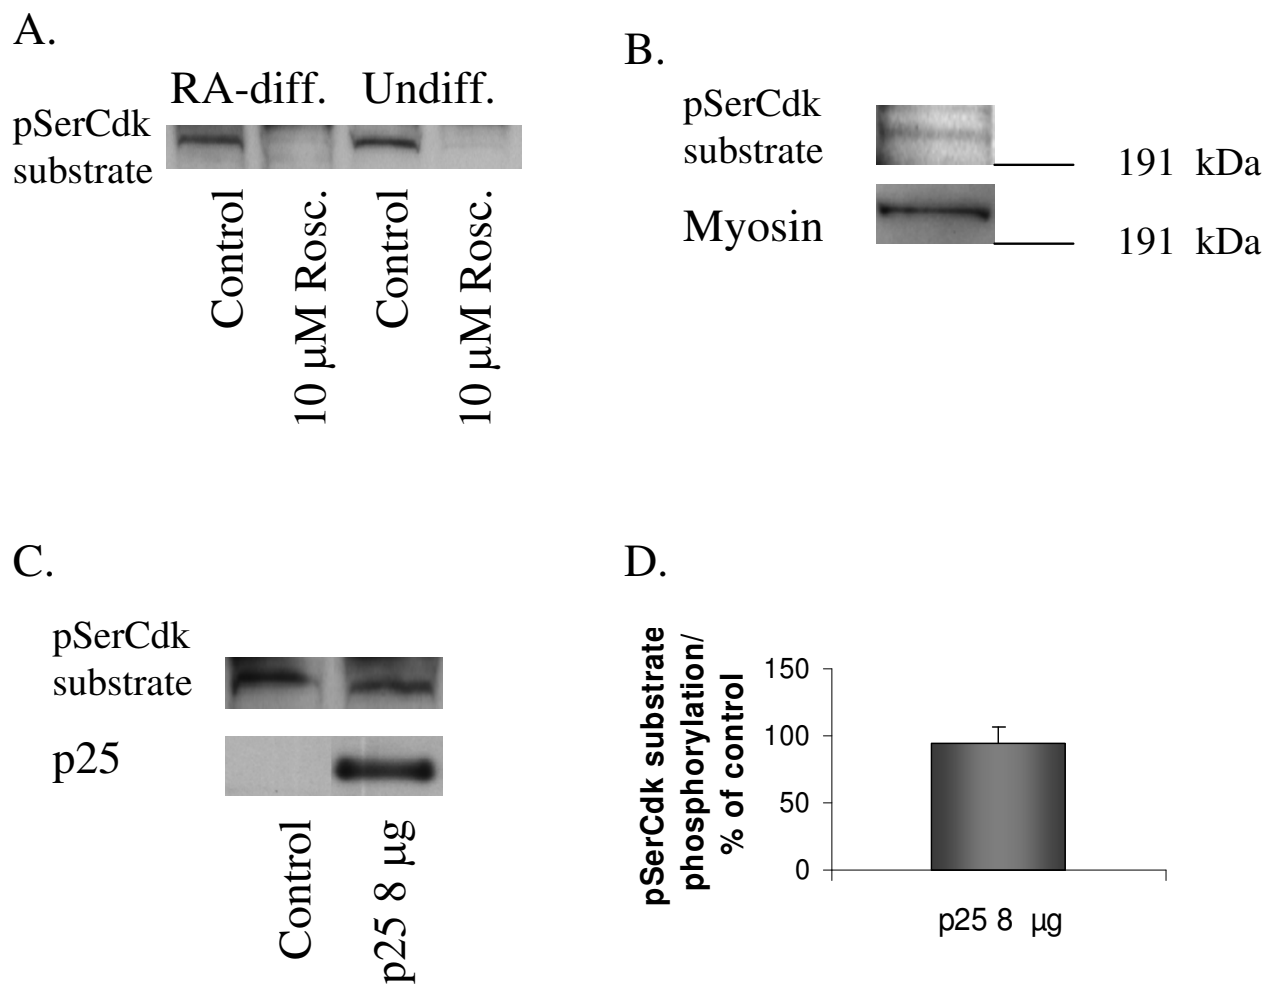 A.
RA-diff. Undiff.
pSerCdk
substrate
Control
10 µM Rosc.
Control
10 µM Rosc.
B.
pSerCdk
substrate
191 kDa
Myosin
191 kDa
C.
pSerCdk
substrate
p25
Control
p25 8 µg
D.
pSerCdk substrate
phosphorylation/
% of control
150
100
50
0
p25 8 µg